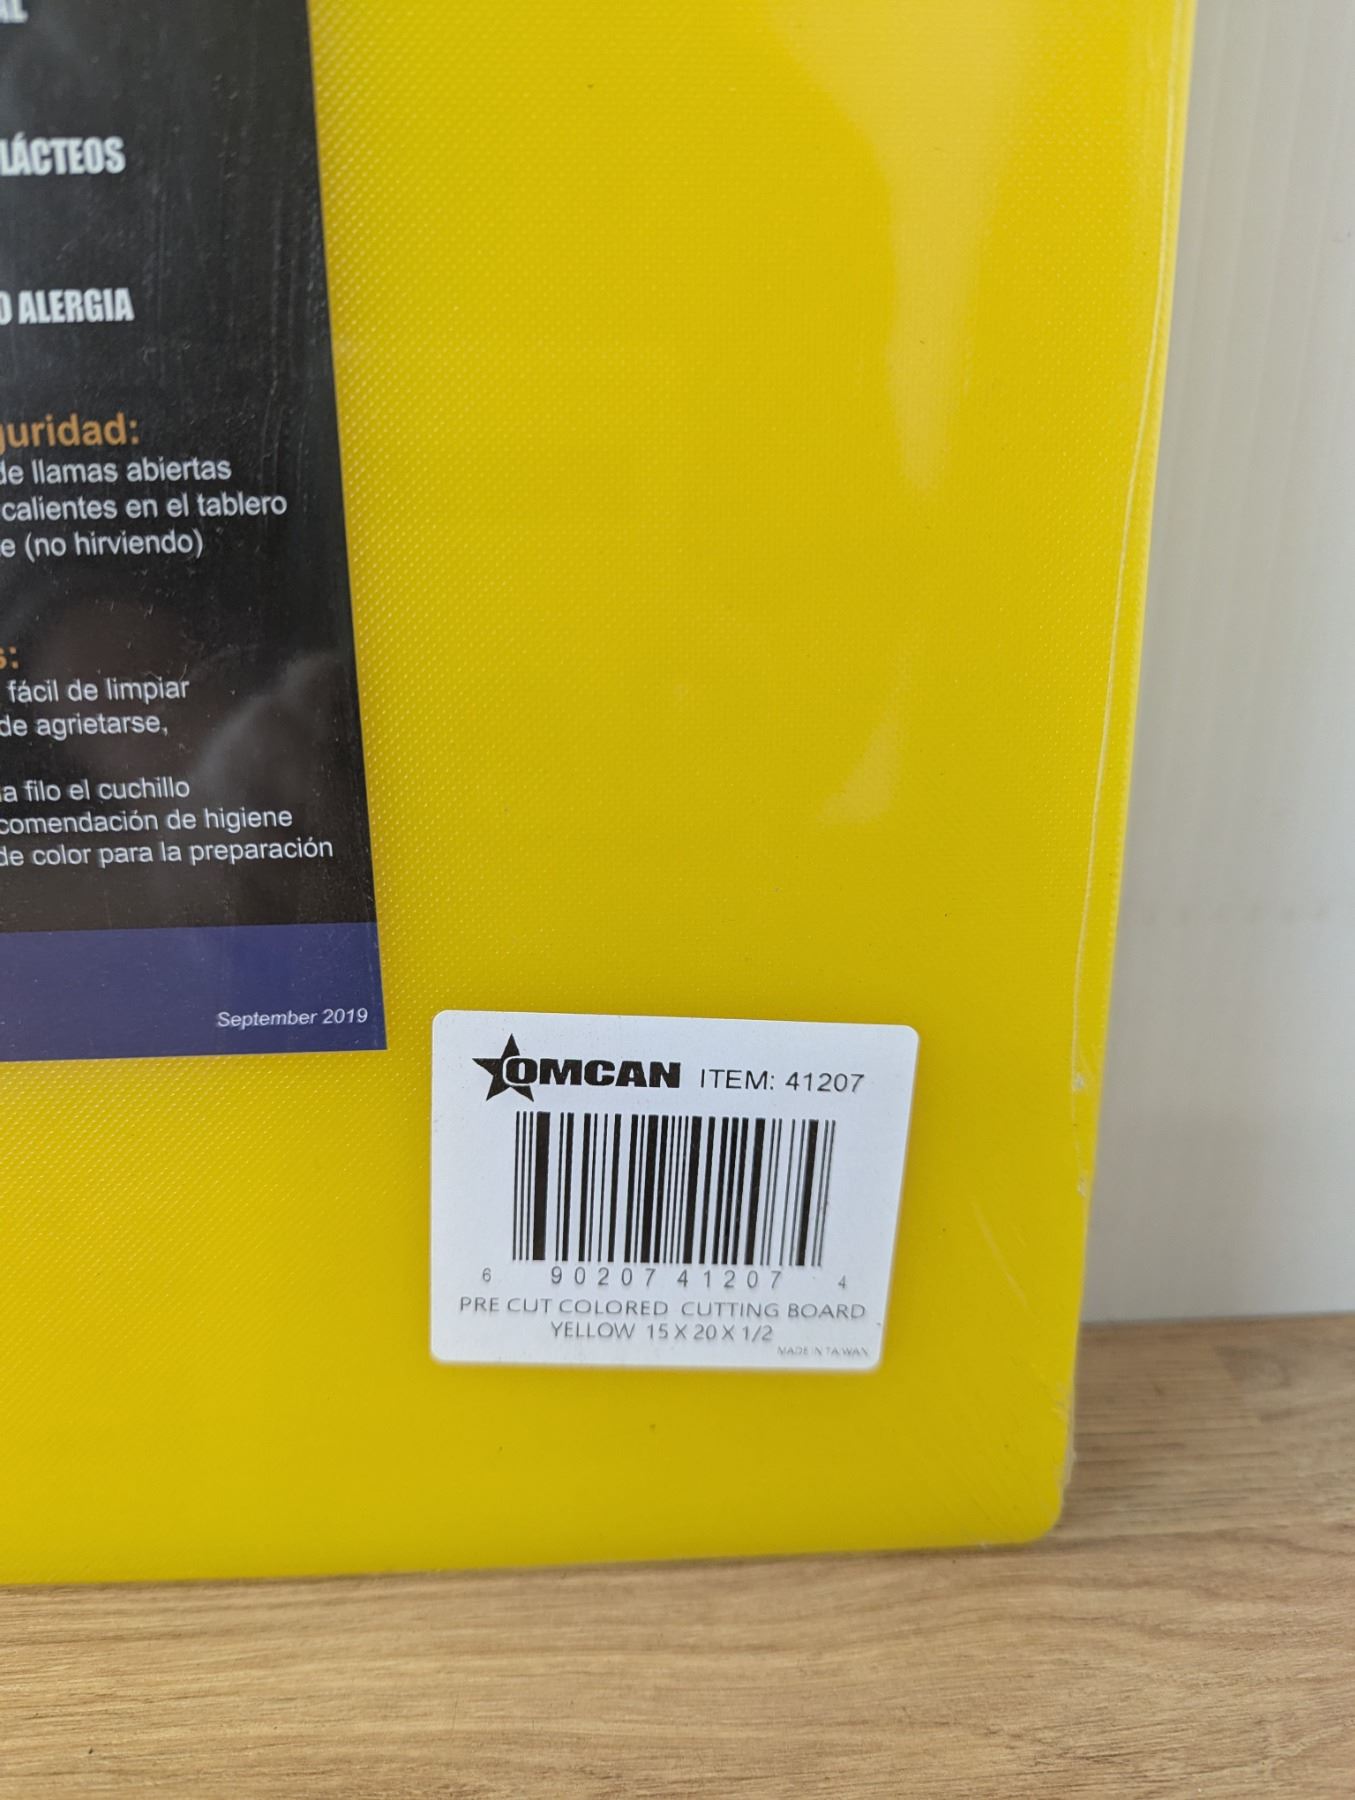 LÁCTEOS
O ALERGIA
guridad:
de llamas abiertas
calientes en el tablero
e (no hirviendo)
s:
fácil de limpiar
de agrietarse,
a filo el cuchillo
comendación de higiene
de color para la preparación
September 2019
OMCAN ITEM: 41207
6 90207 41207 4
PRE CUT COLORED CUTTING BOARD
YELLOW 15 X 20 X 1/2
MADE IN TAIWAN